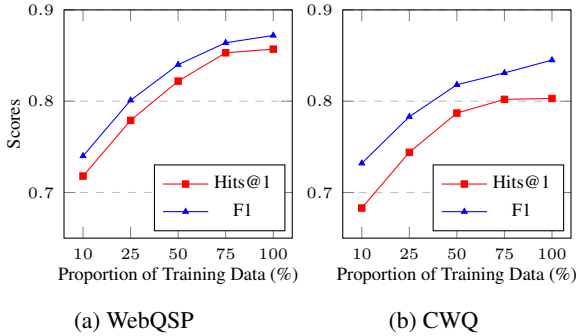 0.9
0.8
0.7
Scores
Hits@1
F1
10 25 50 75 100
Proportion of Training Data (%)
(a) WebQSP
0.9
0.8
0.7
Hits@1
F1
10 25 50 75 100
Proportion of Training Data (%)
(b) CWQ